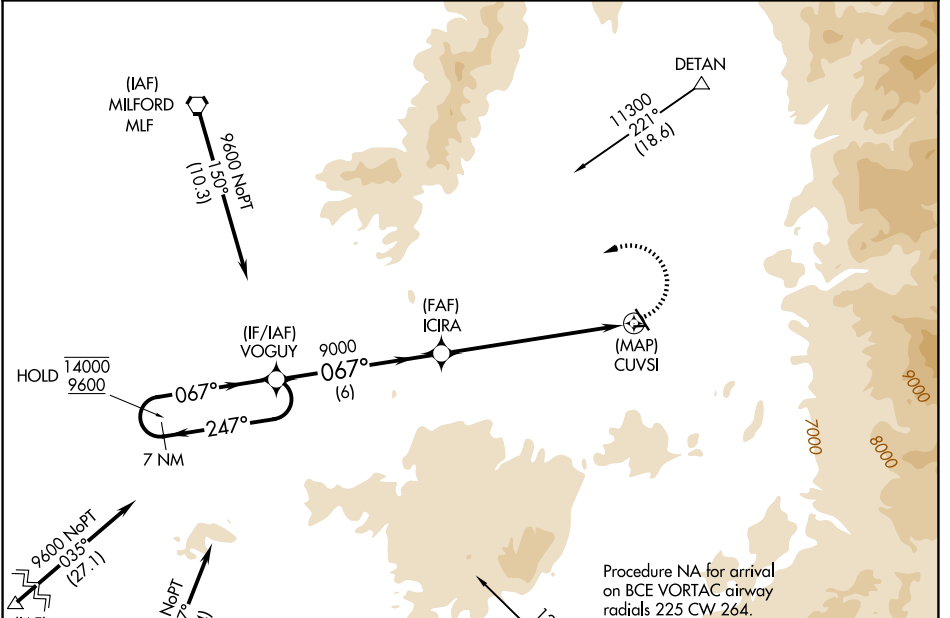 (IAF)
MILFORD
MLF
9600 NoPT
150°
(10.3)
DETAN
11300
221°
(18.6)
(IF/IAF)
VOGUY
(FAF)
ICIRA
(MAP)
CUVSI
HOLD
14000
9600
067°
247°
7 NM
9000
067°
(6)
9000
8000
7000
9600 NoPT
035°
(27.1)
NoPT
Procedure NA for arrival
on BCE VORTAC airway
radials 225 CW 264.